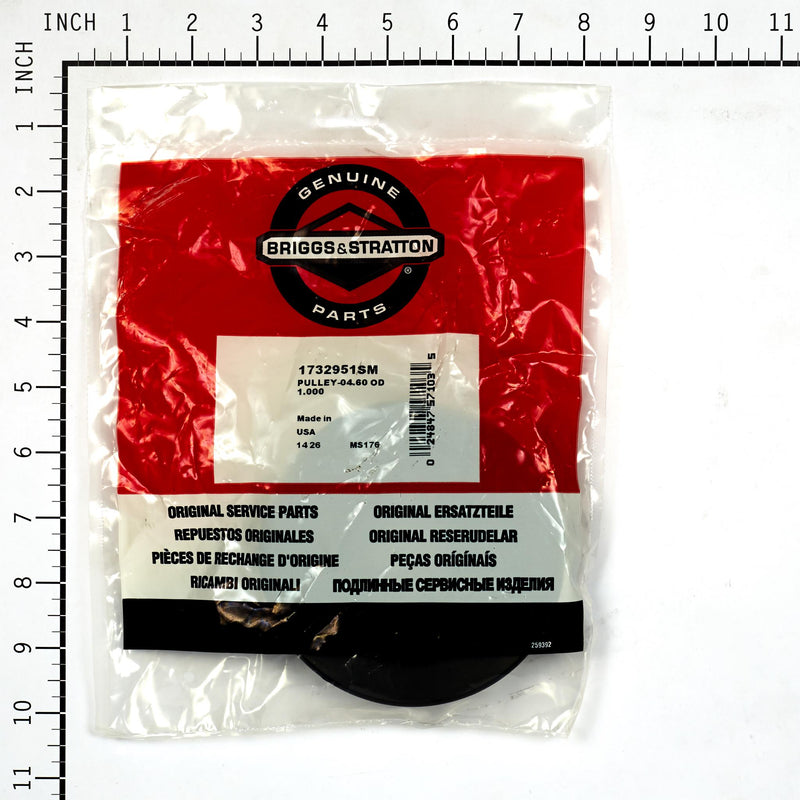 INCH 1 2 3 4 5 6 7 8 9 10 11
INCH
1
2
3
4
5
6
7
8
9
10
11
GENUINE
BRIGGS&STRATTON
®
PARTS
1732951SM
PULLEY-04.60 OD
1.000
Made in
USA
1426 MS176
0 24847 57103 5
ORIGINAL SERVICE PARTS
ORIGINAL ERSATZTEILE
REPUESTOS ORIGINALES
ORIGINAL RESERUDELAR
PIÈCES DE RECHANGE D'ORIGINE
PEÇAS ORÍGÍNAÍS
RICAMBI ORIGINALI
ПОДЛИННЫЕ СЕРВИСНЫЕ ИЗДЕЛИЯ
259392